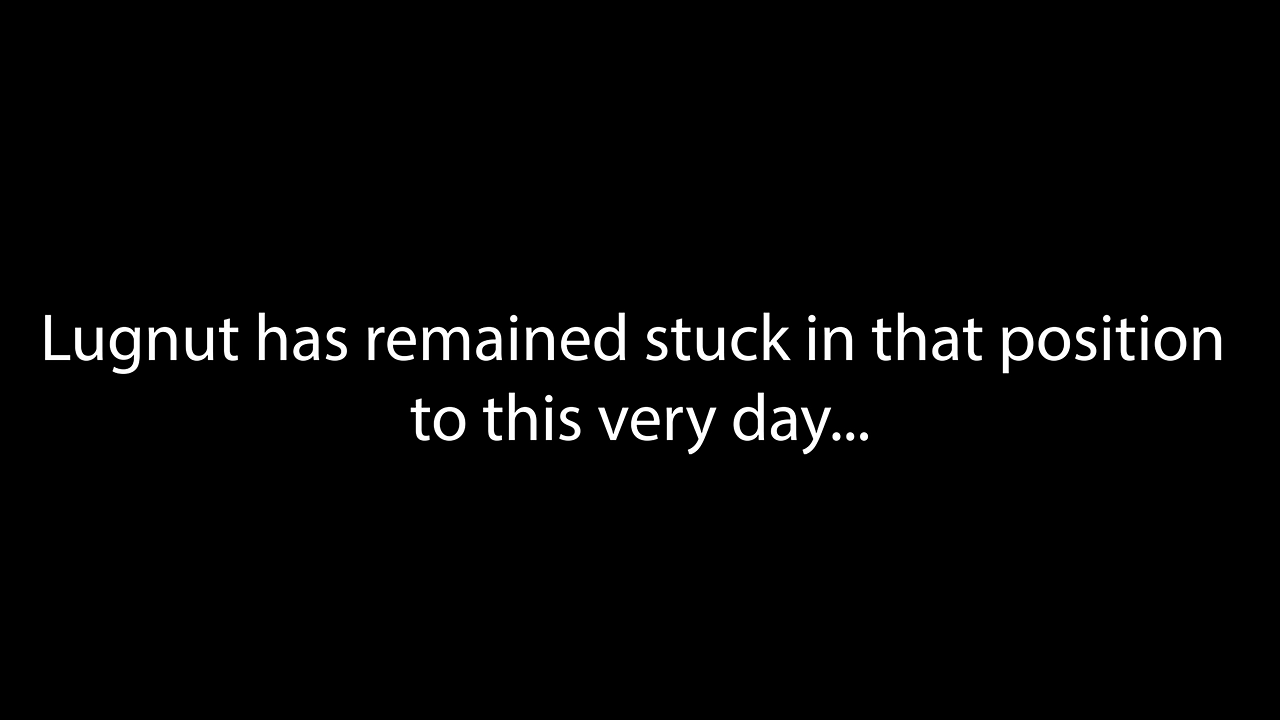 Lugnut has remained stuck in that position
to this very day...